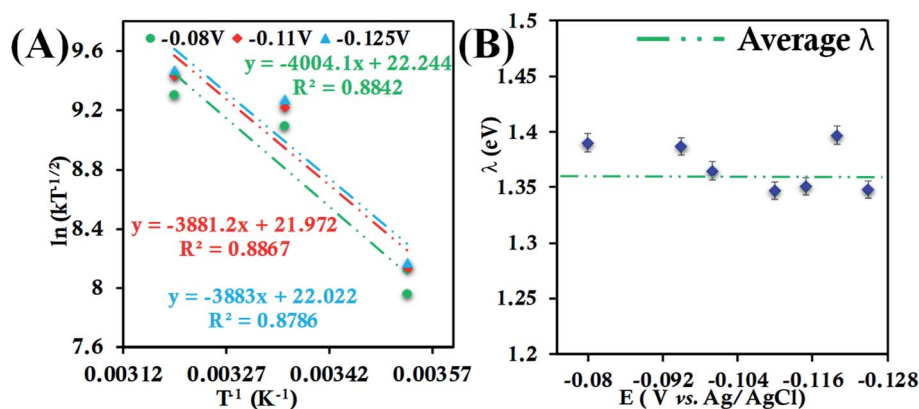 (A)
-0.08V -0.11V -0.125V
y = -4004.1x + 22.244
R² = 0.8842
y = -3881.2x + 21.972
R² = 0.8867
y = -3883x + 22.022
R² = 0.8786
ln (kT⁻¹/²)
9.6
9.2
8.8
8.4
8
7.6
0.00312 0.00327 0.00342 0.00357
T⁻¹ (K⁻¹)
(B)
Average λ
λ (eV)
1.5
1.45
1.4
1.35
1.3
1.25
1.2
-0.08 -0.092 -0.104 -0.116 -0.128
E ( V vs. Ag/AgCl)